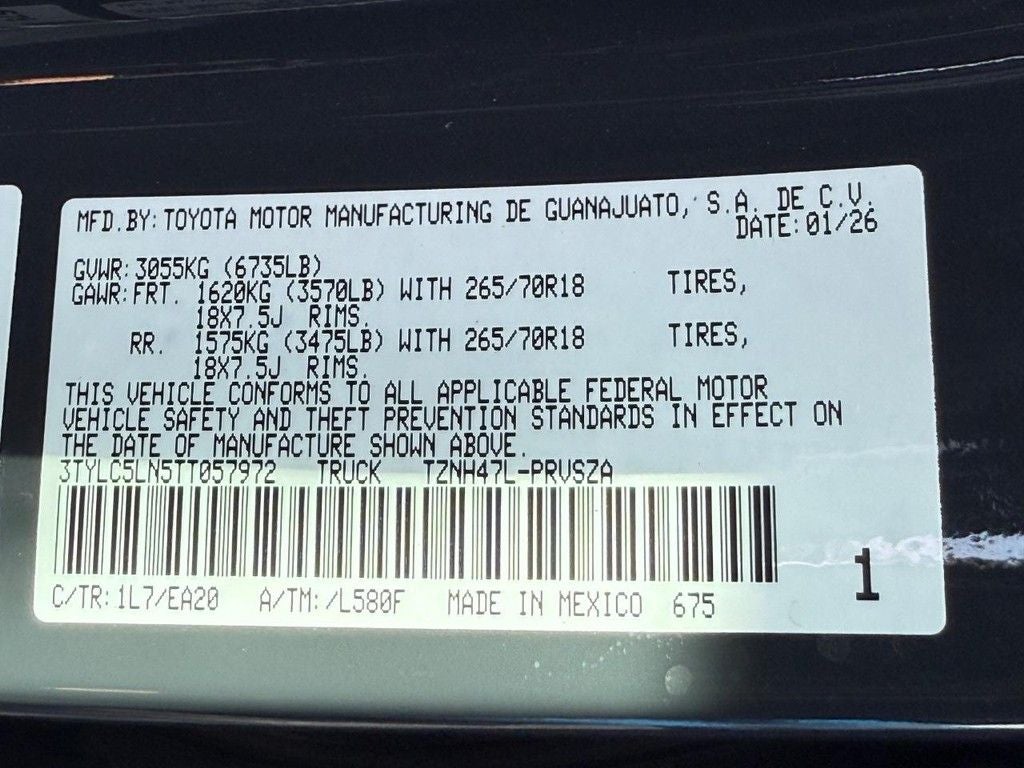 MFD.BY: TOYOTA MOTOR MANUFACTURING DE GUANAJUATO, S.A. DE C.V.
DATE: 01/26
GVWR: 3055KG (6735LB)
GAWR: FRT. 1620KG (3570LB) WITH 265/70R18 TIRES,
18X7.5J RIMS.
RR. 1575KG (3475LB) WITH 265/70R18 TIRES,
18X7.5J RIMS.
THIS VEHICLE CONFORMS TO ALL APPLICABLE FEDERAL MOTOR
VEHICLE SAFETY AND THEFT PREVENTION STANDARDS IN EFFECT ON
THE DATE OF MANUFACTURE SHOWN ABOVE.
3TYLC5LN5TT057972 TRUCK TZNH47L-PRVSZA
C/TR: 1L7/EA20 A/TM: /L580F MADE IN MEXICO 675
1